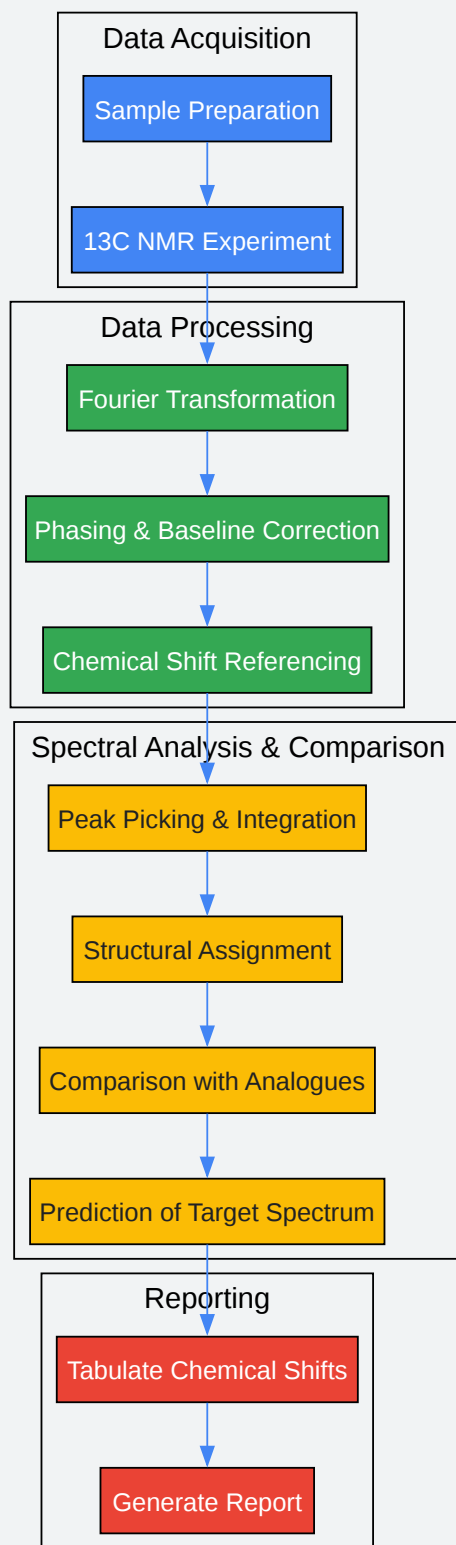 Data Acquisition
Sample Preparation
13C NMR Experiment
Data Processing
Fourier Transformation
Phasing & Baseline Correction
Chemical Shift Referencing
Spectral Analysis & Comparison
Peak Picking & Integration
Structural Assignment
Comparison with Analogues
Prediction of Target Spectrum
Reporting
Tabulate Chemical Shifts
Generate Report